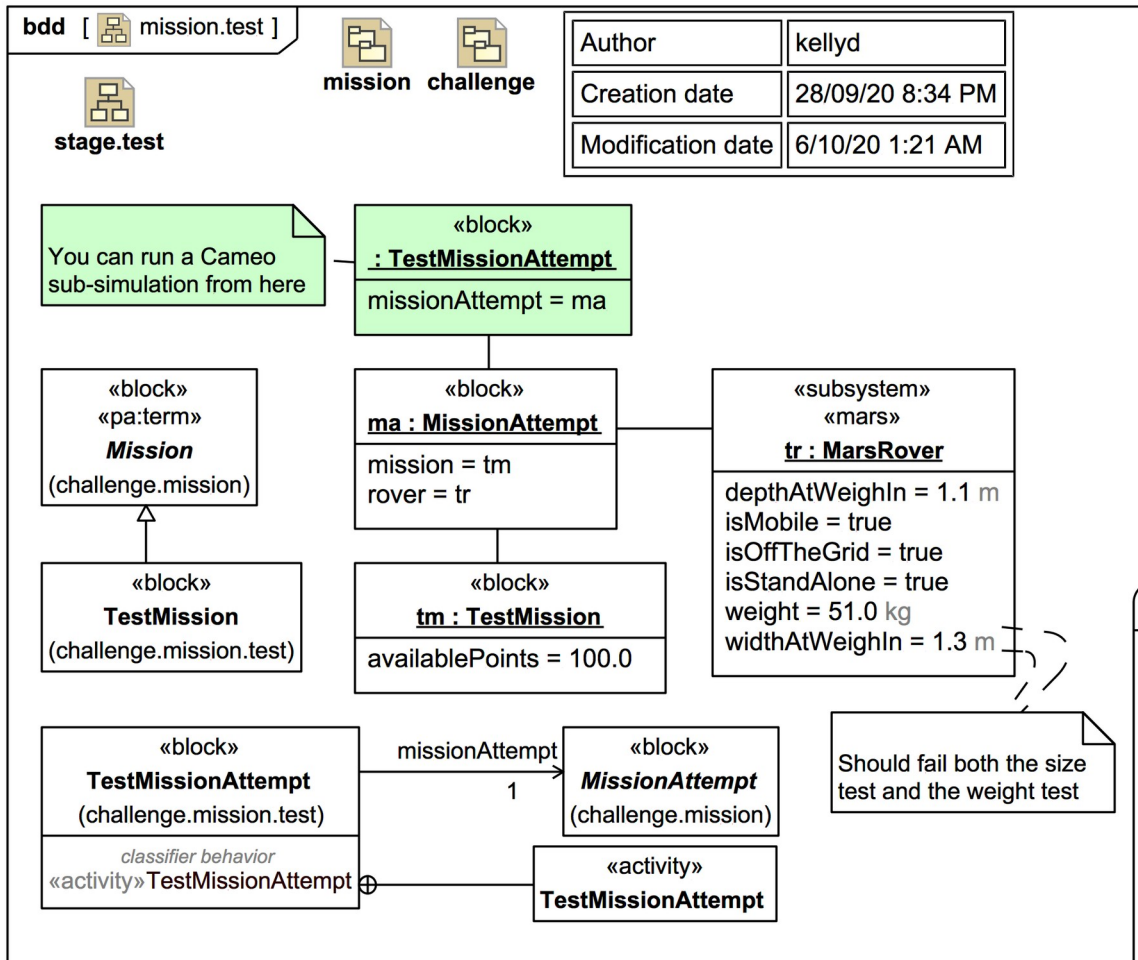 bdd [ mission.test ]
mission
challenge
stage.test
Author kellyd
Creation date 28/09/20 8:34 PM
Modification date 6/10/20 1:21 AM
You can run a Cameo
sub-simulation from here
«block»
: TestMissionAttempt
missionAttempt = ma
«block»
«pa:term»
Mission
(challenge.mission)
«block»
ma : MissionAttempt
mission = tm
rover = tr
«subsystem»
«mars»
tr : MarsRover
depthAtWeighIn = 1.1 m
isMobile = true
isOffTheGrid = true
isStandAlone = true
weight = 51.0 kg
widthAtWeighIn = 1.3 m
«block»
TestMission
(challenge.mission.test)
«block»
tm : TestMission
availablePoints = 100.0
Should fail both the size
test and the weight test
«block»
TestMissionAttempt
(challenge.mission.test)
classifier behavior
«activity»TestMissionAttempt
missionAttempt
1
«block»
MissionAttempt
(challenge.mission)
«activity»
TestMissionAttempt